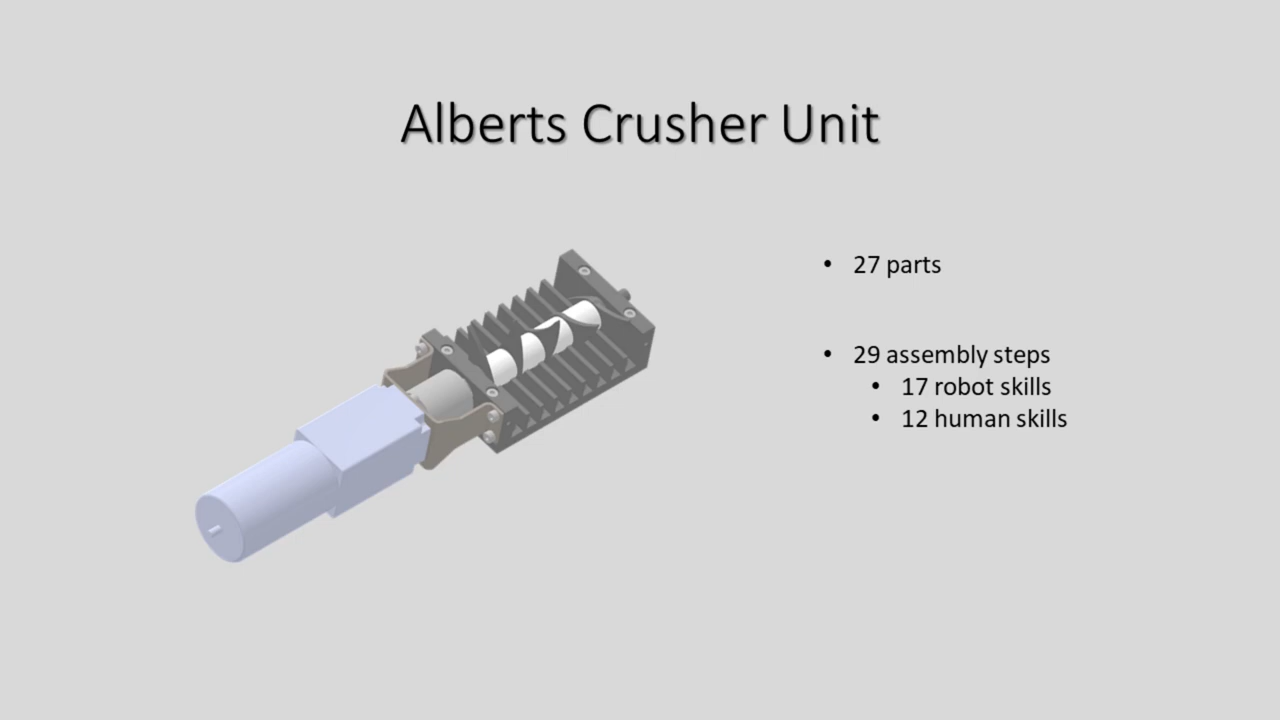 Alberts Crusher Unit
• 27 parts
• 29 assembly steps
• 17 robot skills
• 12 human skills